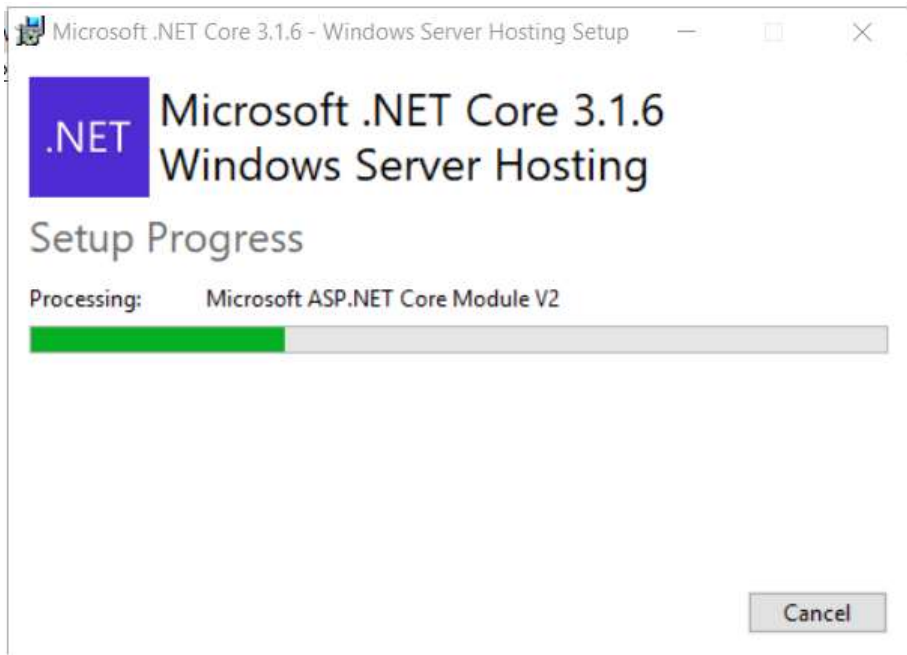 Microsoft .NET Core 3.1.6 - Windows Server Hosting Setup
.NET
Microsoft .NET Core 3.1.6
Windows Server Hosting
Setup Progress
Processing: Microsoft ASP.NET Core Module V2
Cancel